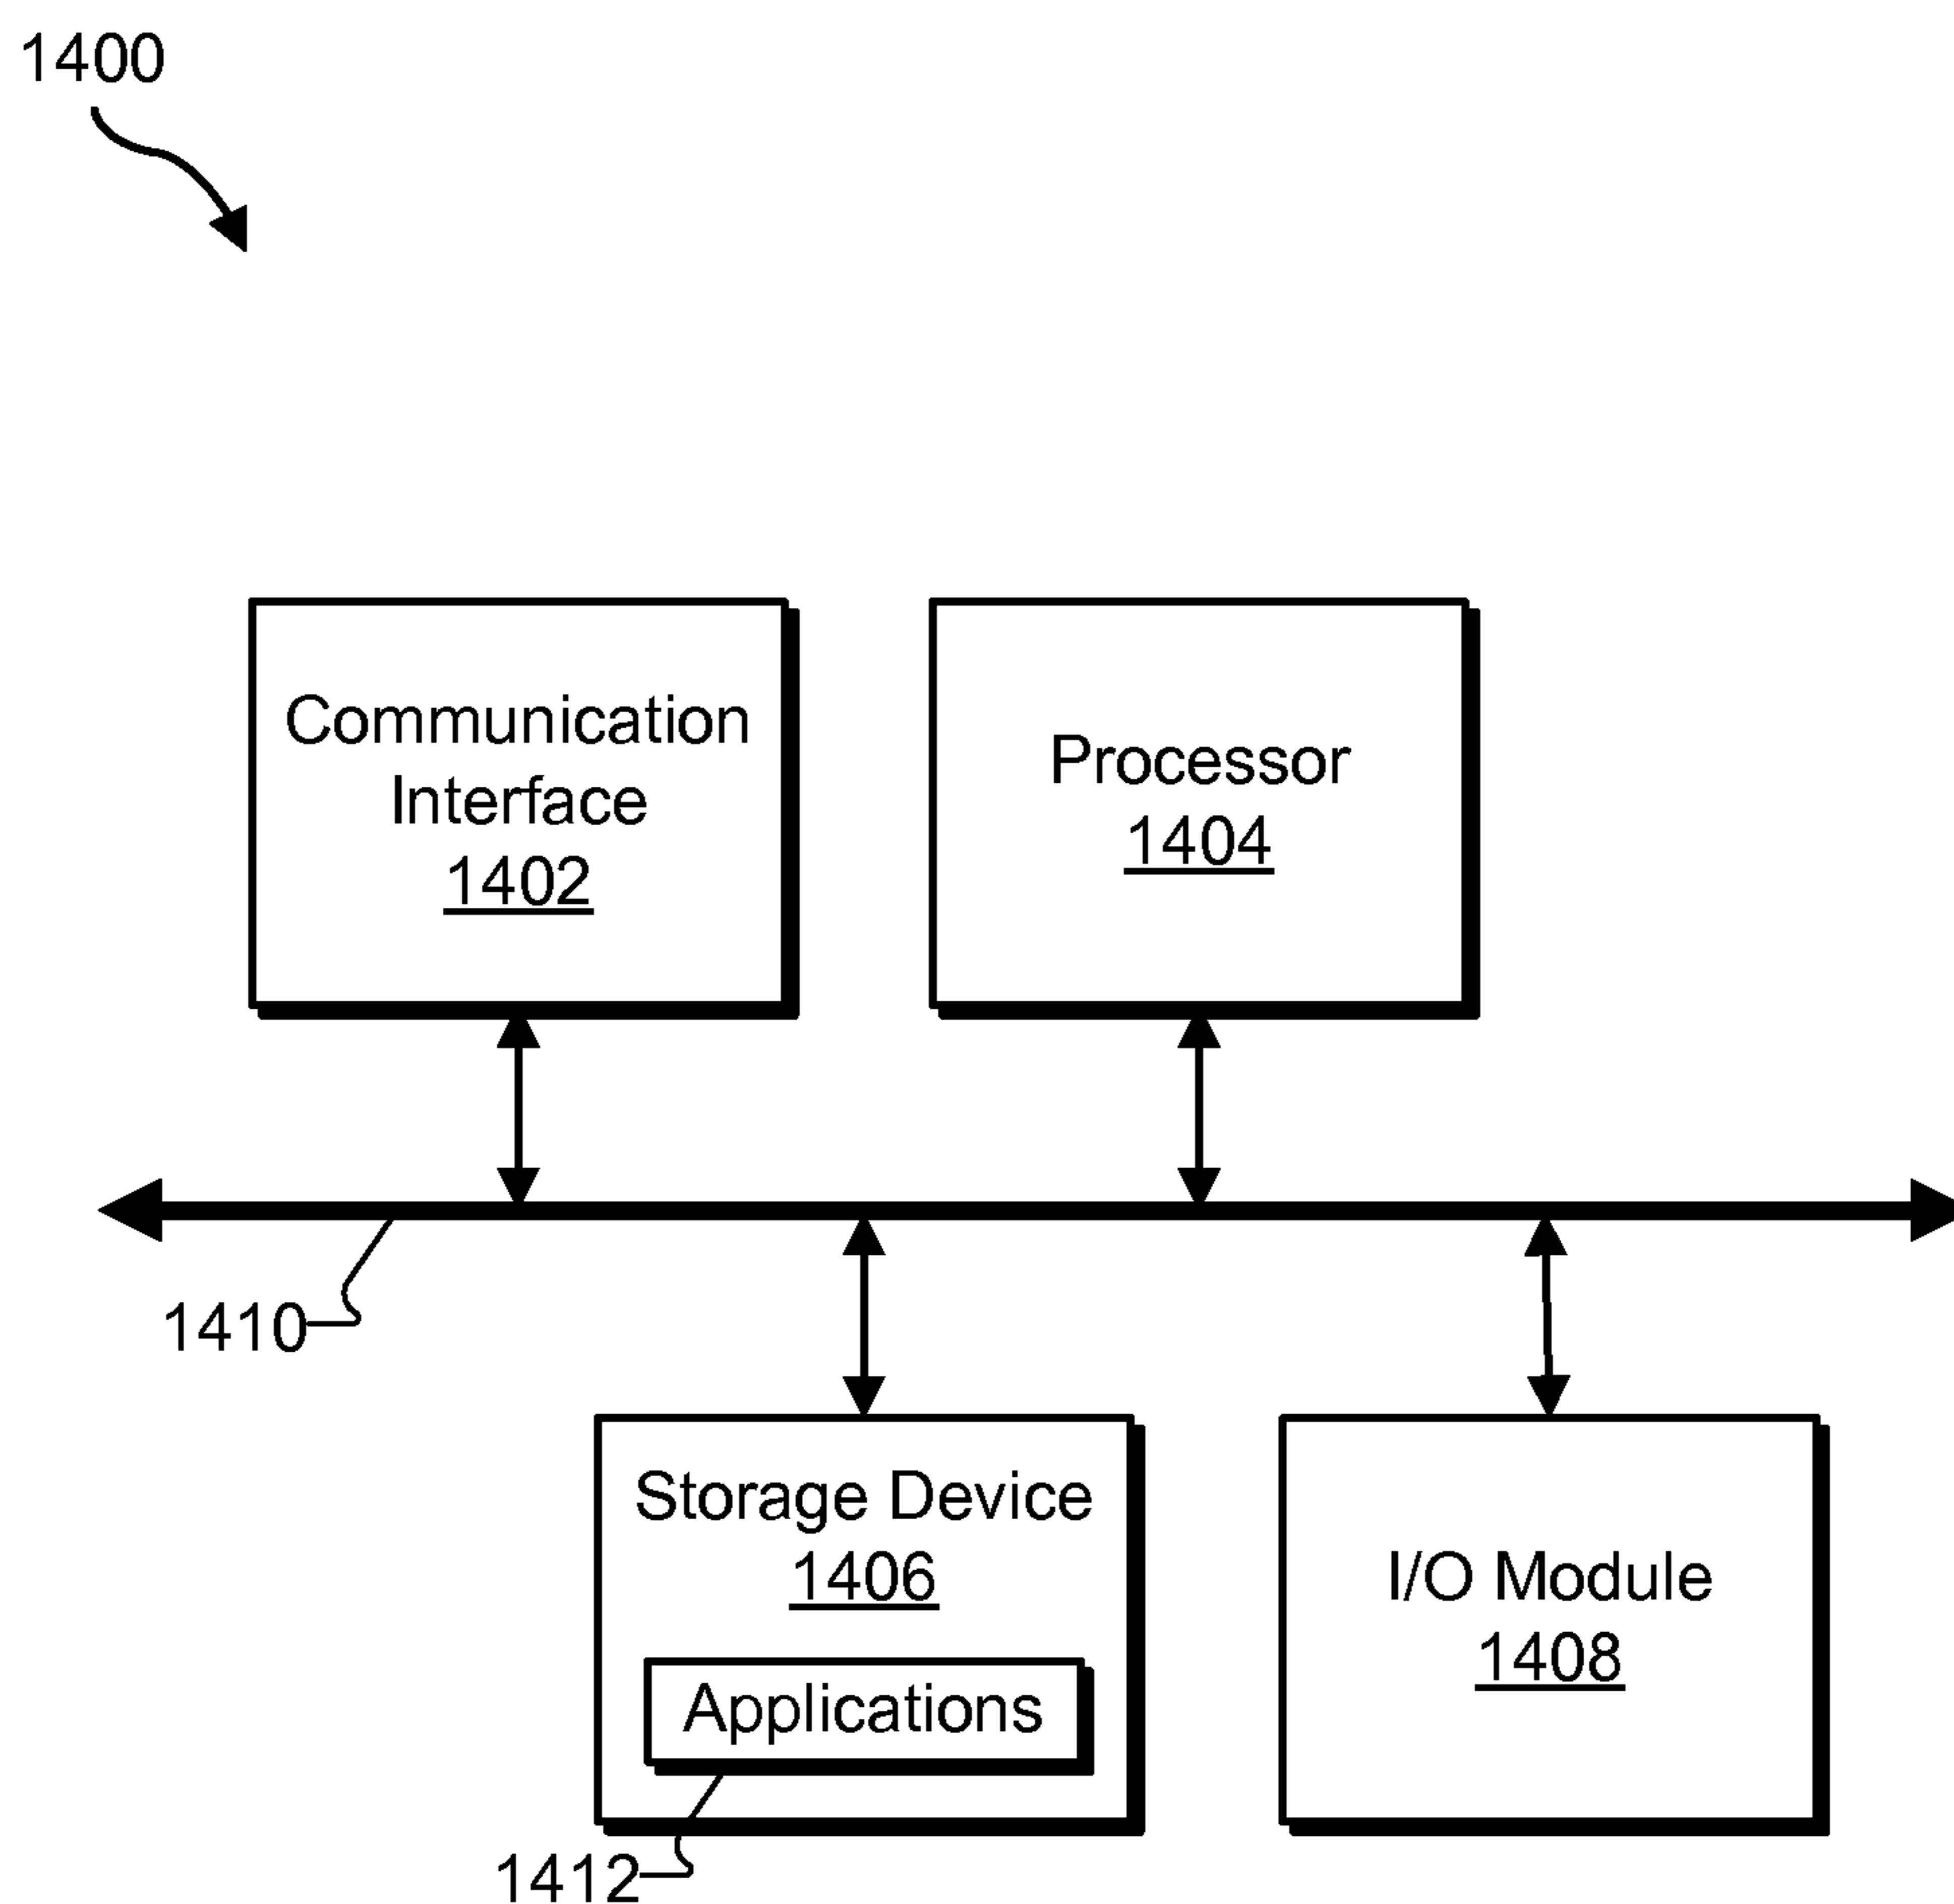 1400
Communication
Interface
1402
Processor
1404
1410
Storage Device
1406
Applications
1412
I/O Module
1408